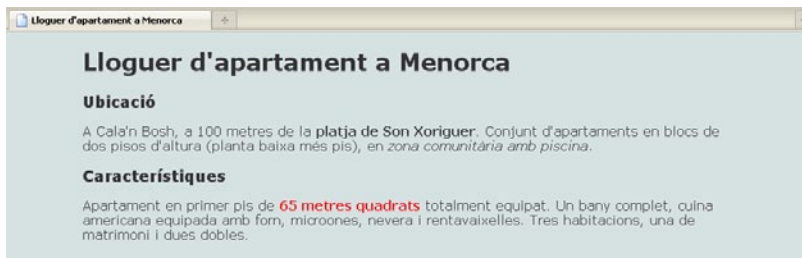 Lloguer d'apartament a Menorca
Lloguer d'apartament a Menorca
Ubicació
A Cala'n Bosh, a 100 metres de la platja de Son Xoriguer. Conjunt d'apartaments en blocs de
dos pisos d'altura (planta baixa més pis), en zona comunitària amb piscina.
Característiques
Apartament en primer pis de 65 metres quadrats totalment equipat. Un bany complet, cuina
americana equipada amb forn, microones, nevera i rentavaixelles. Tres habitacions, una de
matrimoni i dues dobles.